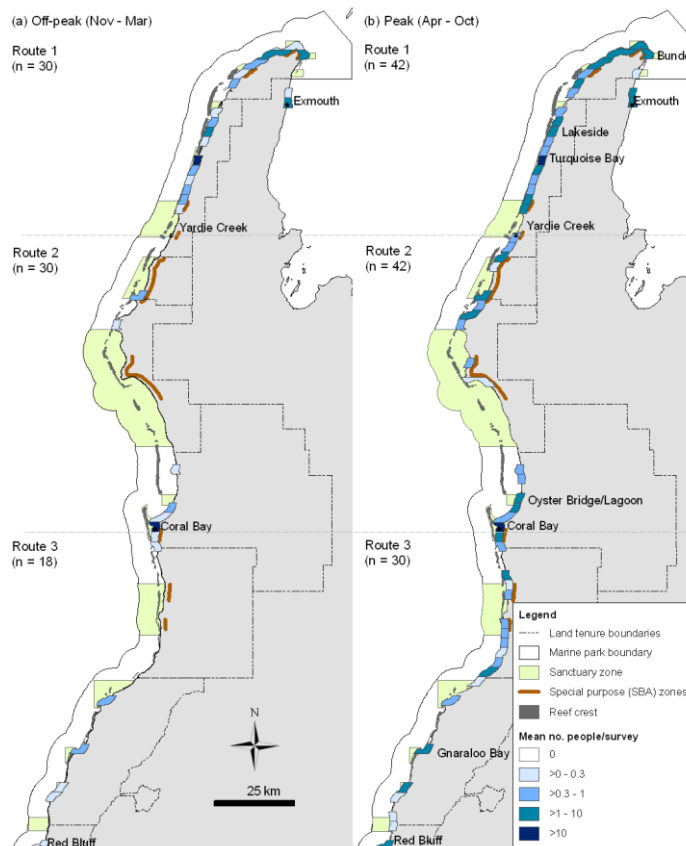 (a) Off-peak (Nov - Mar)
Route 1
(n = 30)
Exmouth
Yardie Creek
Route 2
(n = 30)
Coral Bay
Route 3
(n = 18)
N
25 km
Red Bluff
(b) Peak (Apr - Oct)
Route 1
(n = 42)
Bunde
Exmouth
Lakeside
Turquoise Bay
Yardie Creek
Route 2
(n = 42)
Oyster Bridge/Lagoon
Coral Bay
Route 3
(n = 30)
Gnaraloo Bay
Red Bluff
Legend
Land tenure boundaries
Marine park boundary
Sanctuary zone
Special purpose (SBA) zones
Reef crest
Mean no. people/survey
0
>0 - 0.3
>0.3 - 1
>1 - 10
>10